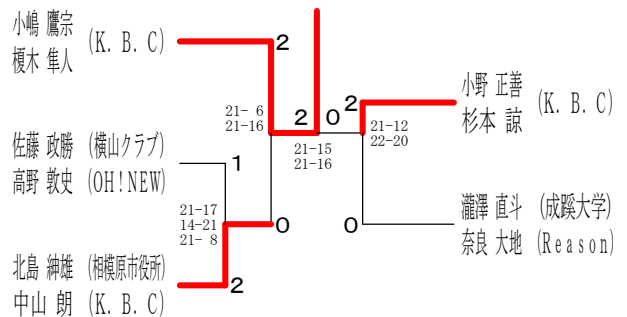 小嶋 鷹宗
榎木 隼人
(K. B. C)
2
21- 6
21-16
2
0
21-15
21-16
2
21-12
22-20
小野 正善
杉本 諒
(K. B. C)
佐藤 政勝 (横山クラブ)
高野 敦史 (OH!NEW)
1
21-17
14-21
21- 8
0
0
瀧澤 直斗 (成蹊大学)
奈良 大地 (Reason)
北島 紳雄 (相模原市役所)
中山 朗 (K. B. C)
2